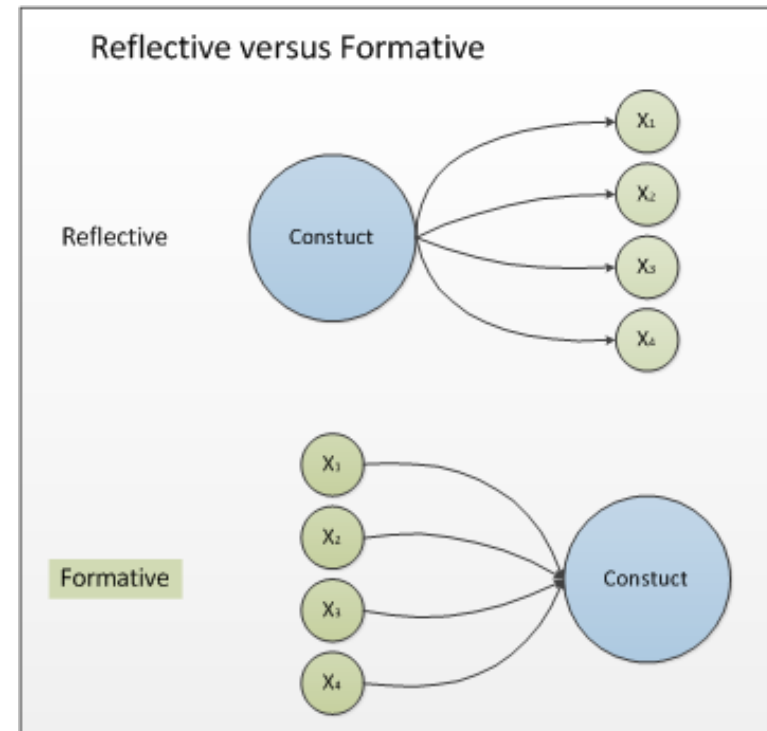 Reflective versus Formative
X₁
X₂
Reflective
Constuct
X₃
X₄
X₁
X₂
Formative
Constuct
X₃
X₄